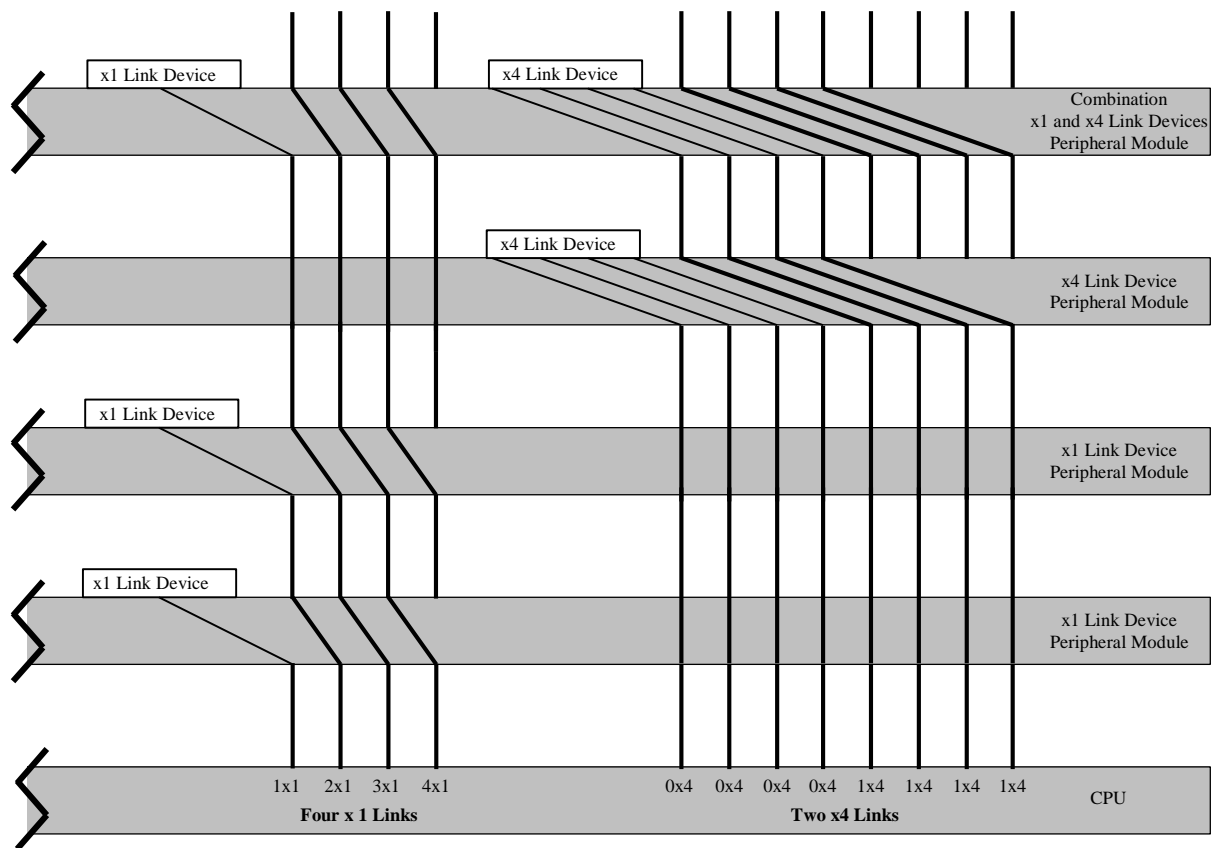 x1 Link Device
x4 Link Device
Combination
x1 and x4 Link Devices
Peripheral Module
x4 Link Device
x4 Link Device
Peripheral Module
x1 Link Device
x1 Link Device
Peripheral Module
x1 Link Device
x1 Link Device
Peripheral Module
1x1 2x1 3x1 4x1 0x4 0x4 0x4 0x4 1x4 1x4 1x4 1x4
CPU
Four x 1 Links
Two x4 Links